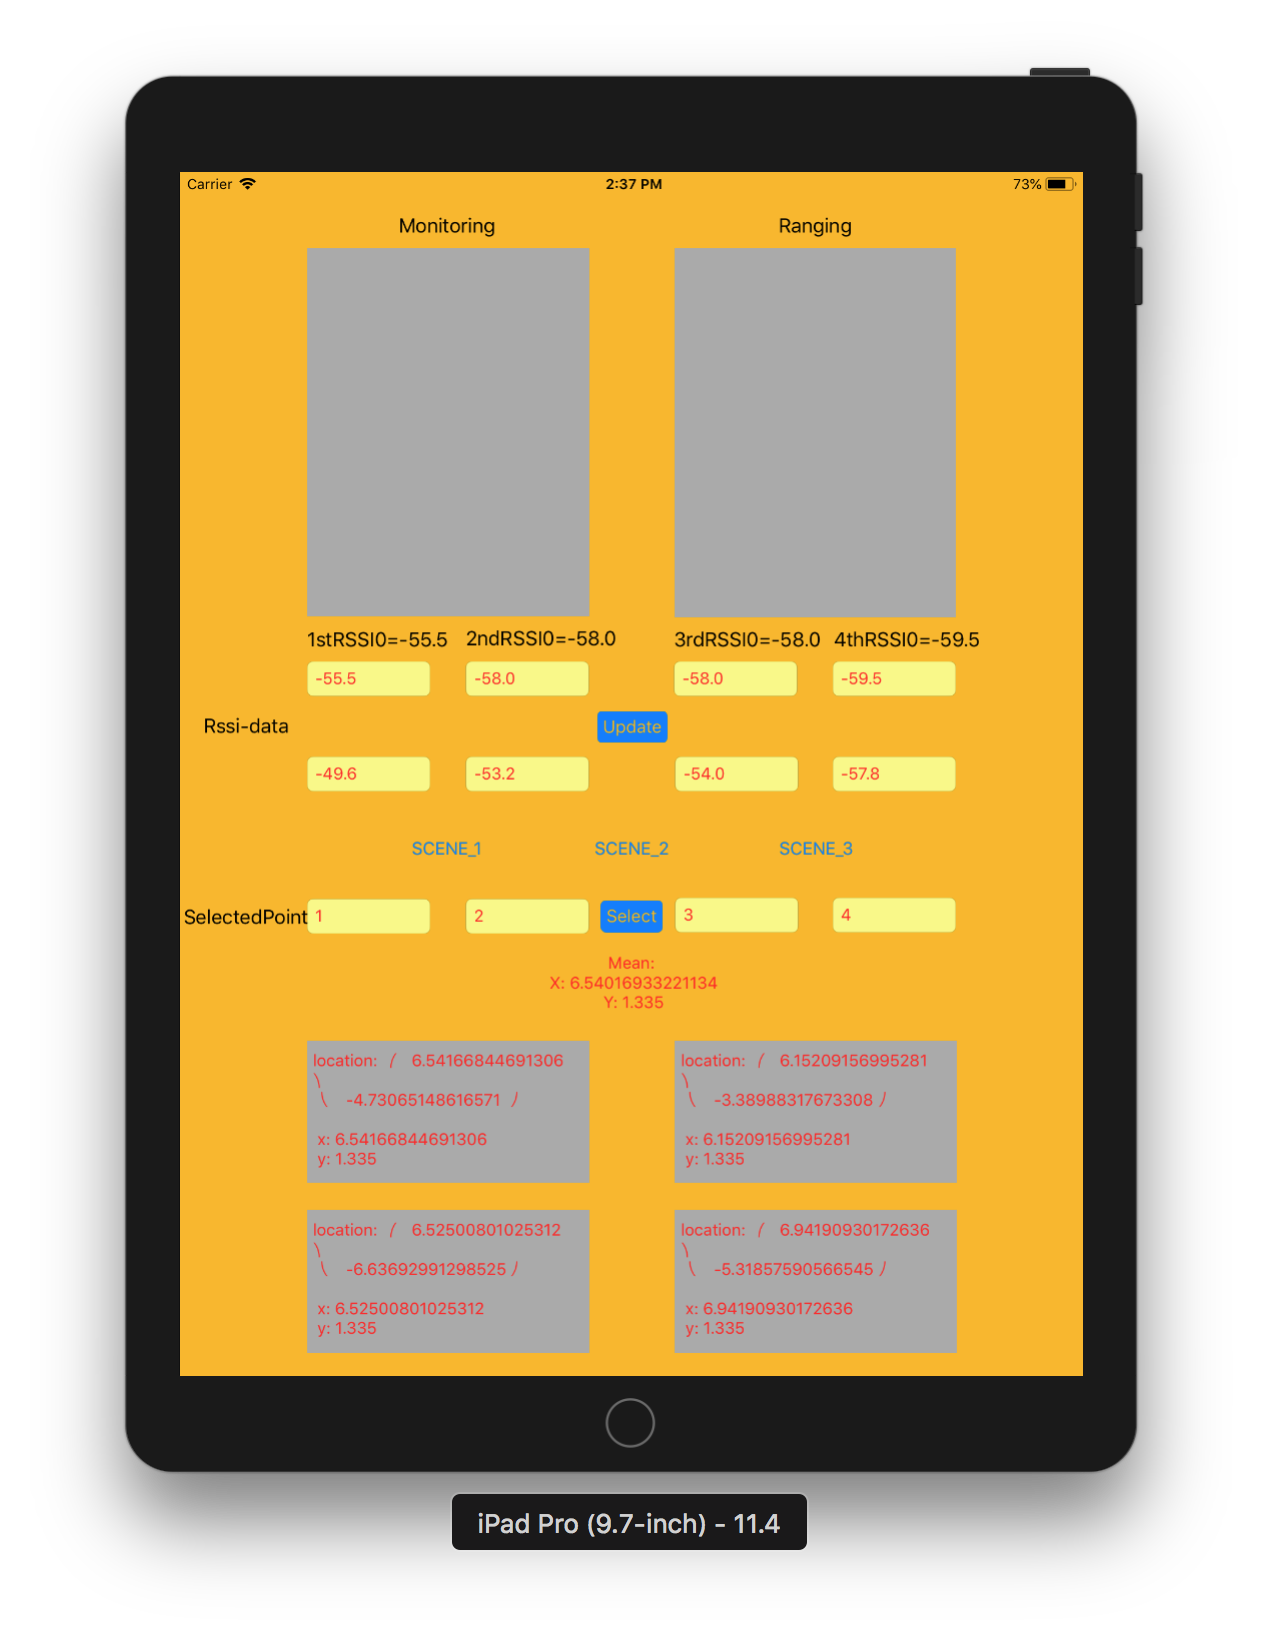 Carrier 2:37 PM 73%
Monitoring Ranging
1stRSSI0=-55.5 2ndRSSI0=-58.0 3rdRSSI0=-58.0 4thRSSI0=-59.5
-55.5 -58.0 -58.0 -59.5
Rssi-data Update
-49.6 -53.2 -54.0 -57.8
SCENE_1 SCENE_2 SCENE_3
SelectedPoint 1 2 Select 3 4
Mean:
X: 6.54016933221134
Y: 1.335
location: ⎛ 6.54166844691306
⎞
⎝ -4.73065148616571 ⎠
x: 6.54166844691306
y: 1.335
location: ⎛ 6.15209156995281
⎞
⎝ -3.38988317673308 ⎠
x: 6.15209156995281
y: 1.335
location: ⎛ 6.52500801025312
⎞
⎝ -6.63692991298525 ⎠
x: 6.52500801025312
y: 1.335
location: ⎛ 6.94190930172636
⎞
⎝ -5.31857590566545 ⎠
x: 6.94190930172636
y: 1.335
iPad Pro (9.7-inch) - 11.4